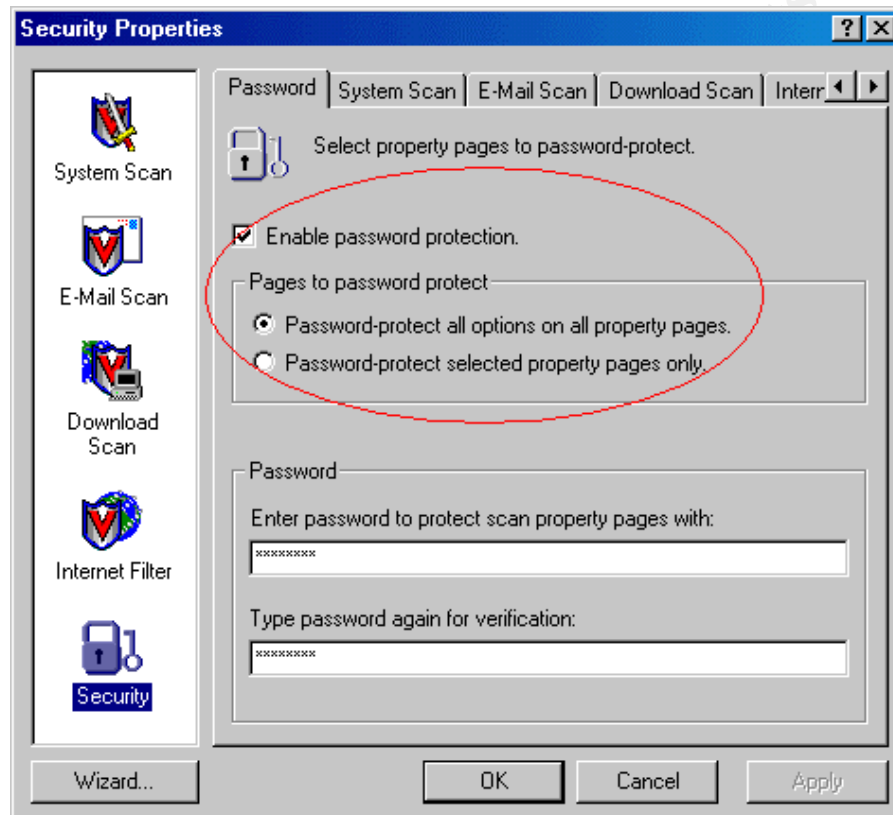 Security Properties
? X
Password
System Scan
E-Mail Scan
Download Scan
Interr
System Scan
E-Mail Scan
Download
Scan
Internet Filter
Security
Select property pages to password-protect.
Enable password protection.
Pages to password protect
Password-protect all options on all property pages.
Password-protect selected property pages only.
Password
Enter password to protect scan property pages with:
********
Type password again for verification:
********
Wizard...
OK
Cancel
Apply